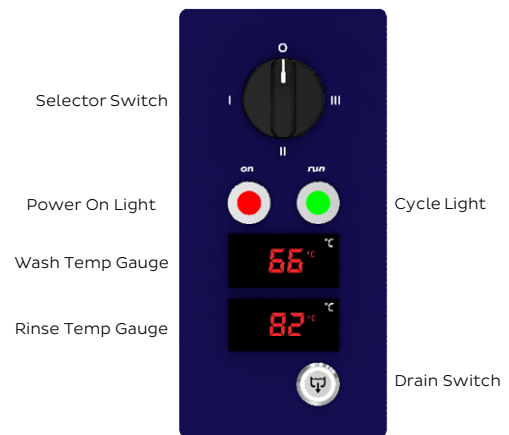 O
Selector Switch
I
III
II
on
run
Power On Light
Cycle Light
°C
Wash Temp Gauge
66 °C
°C
Rinse Temp Gauge
82 °C
Drain Switch